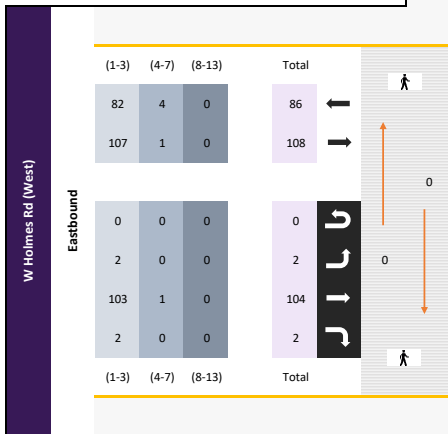 W Holmes Rd (West)
Eastbound
(1-3) (4-7) (8-13) Total
82 4 0 86
107 1 0 108
0
0 0 0 0
2 0 0 2
0
103 1 0 104
2 0 0 2
(1-3) (4-7) (8-13) Total